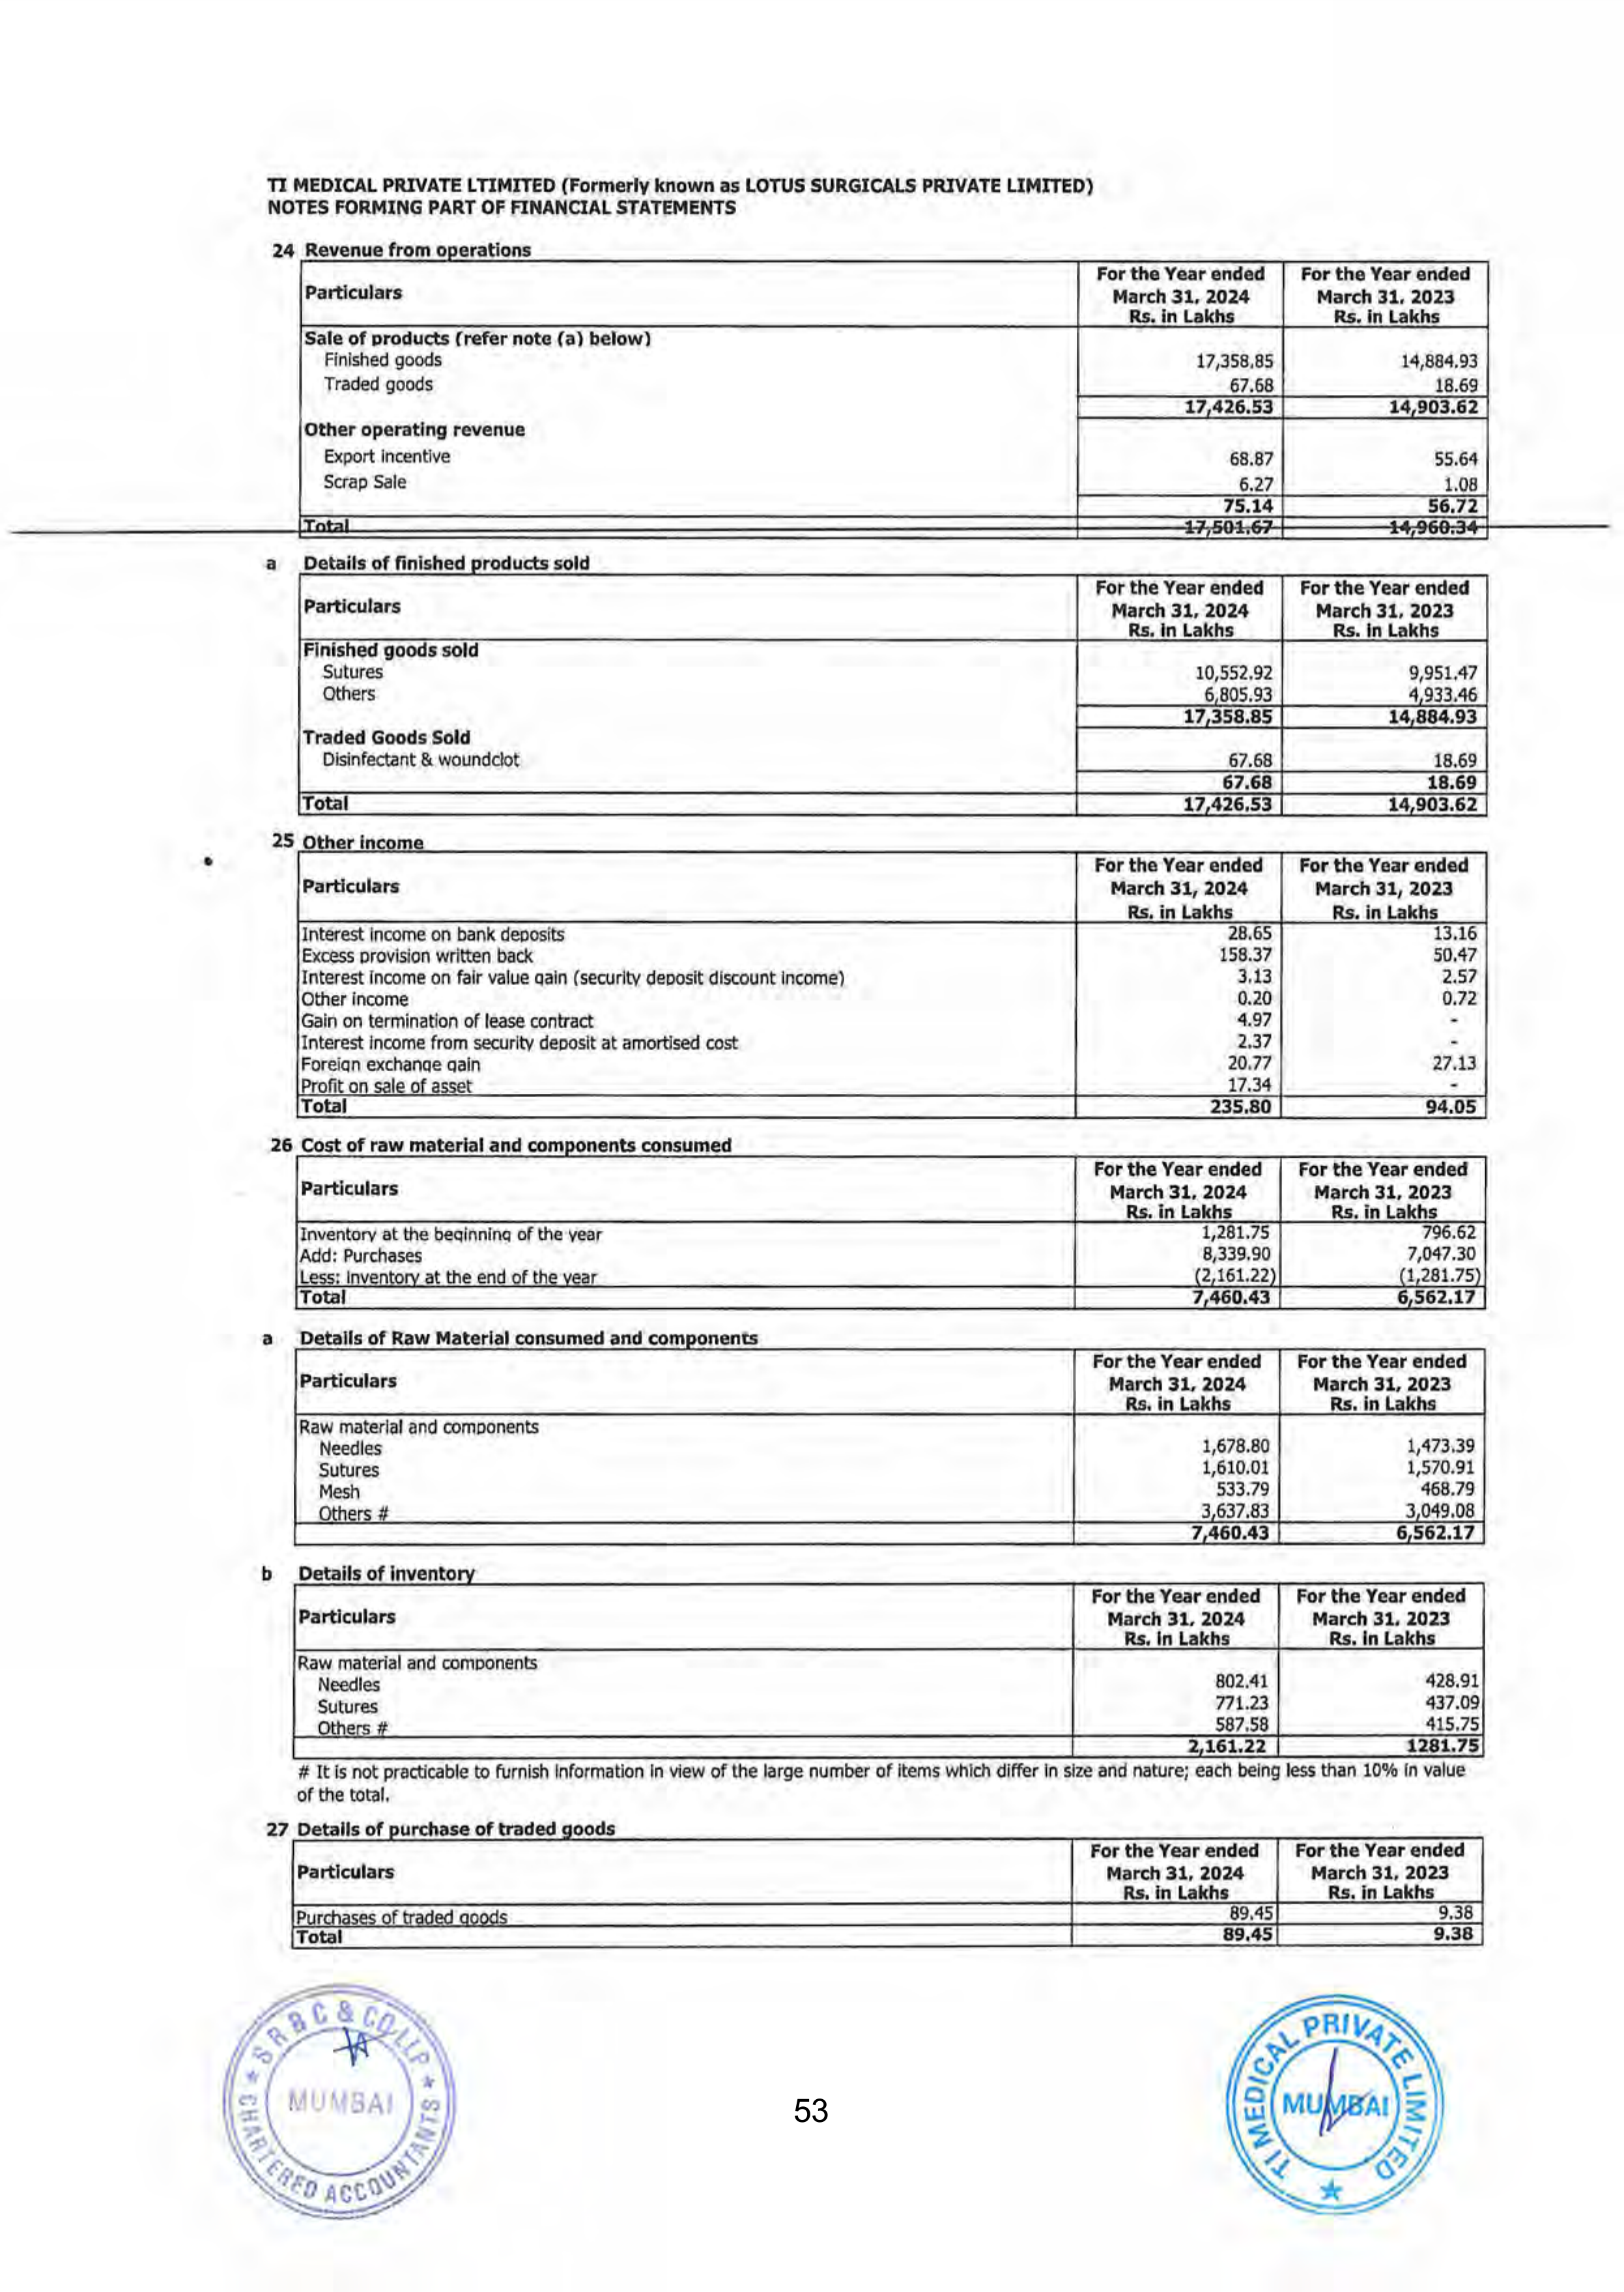 TI MEDICAL PRIVATE LTIMITED (Formerly known as LOTUS SURGICALS PRIVATE LIMITED)
NOTES FORMING PART OF FINANCIAL STATEMENTS
24 Revenue from operations
Particulars For the Year ended March 31, 2024 Rs. in Lakhs For the Year ended March 31, 2023 Rs. in Lakhs
Sale of products (refer note (a) below)
Finished goods 17,358.85 14,884.93
Traded goods 67.68 18.69
17,426.53 14,903.62
Other operating revenue
Export incentive 68.87 55.64
Scrap Sale 6.27 1.08
75.14 56.72
Total 17,501.67 14,960.34
a Details of finished products sold
Particulars For the Year ended March 31, 2024 Rs. in Lakhs For the Year ended March 31, 2023 Rs. in Lakhs
Finished goods sold
Sutures 10,552.92 9,951.47
Others 6,805.93 4,933.46
17,358.85 14,884.93
Traded Goods Sold
Disinfectant & woundclot 67.68 18.69
67.68 18.69
Total 17,426.53 14,903.62
25 Other income
Particulars For the Year ended March 31, 2024 Rs. in Lakhs For the Year ended March 31, 2023 Rs. in Lakhs
Interest income on bank deposits 28.65 13.16
Excess provision written back 158.37 50.47
Interest income on fair value gain (security deposit discount income) 3.13 2.57
Other income 0.20 0.72
Gain on termination of lease contract 4.97 -
Interest income from security deposit at amortised cost 2.37 -
Foreign exchange gain 20.77 27.13
Profit on sale of asset 17.34 -
Total 235.80 94.05
26 Cost of raw material and components consumed
Particulars For the Year ended March 31, 2024 Rs. in Lakhs For the Year ended March 31, 2023 Rs. in Lakhs
Inventory at the beginning of the year 1,281.75 796.62
Add: Purchases 8,339.90 7,047.30
Less: Inventory at the end of the year (2,161.22) (1,281.75)
Total 7,460.43 6,562.17
a Details of Raw Material consumed and components
Particulars For the Year ended March 31, 2024 Rs. in Lakhs For the Year ended March 31, 2023 Rs. in Lakhs
Raw material and components
Needles 1,678.80 1,473.39
Sutures 1,610.01 1,570.91
Mesh 533.79 468.79
Others # 3,637.83 3,049.08
7,460.43 6,562.17
b Details of inventory
Particulars For the Year ended March 31, 2024 Rs. in Lakhs For the Year ended March 31, 2023 Rs. in Lakhs
Raw material and components
Needles 802.41 428.91
Sutures 771.23 437.09
Others # 587.58 415.75
2,161.22 1281.75
# It is not practicable to furnish information in view of the large number of items which differ in size and nature; each being less than 10% in value
of the total.
27 Details of purchase of traded goods
Particulars For the Year ended March 31, 2024 Rs. in Lakhs For the Year ended March 31, 2023 Rs. in Lakhs
Purchases of traded goods 89.45 9.38
Total 89.45 9.38
S R B C & CO LLP
MUMBAI
CHARTERED ACCOUNTANTS
53
TI MEDICAL PRIVATE LIMITED
MUMBAI